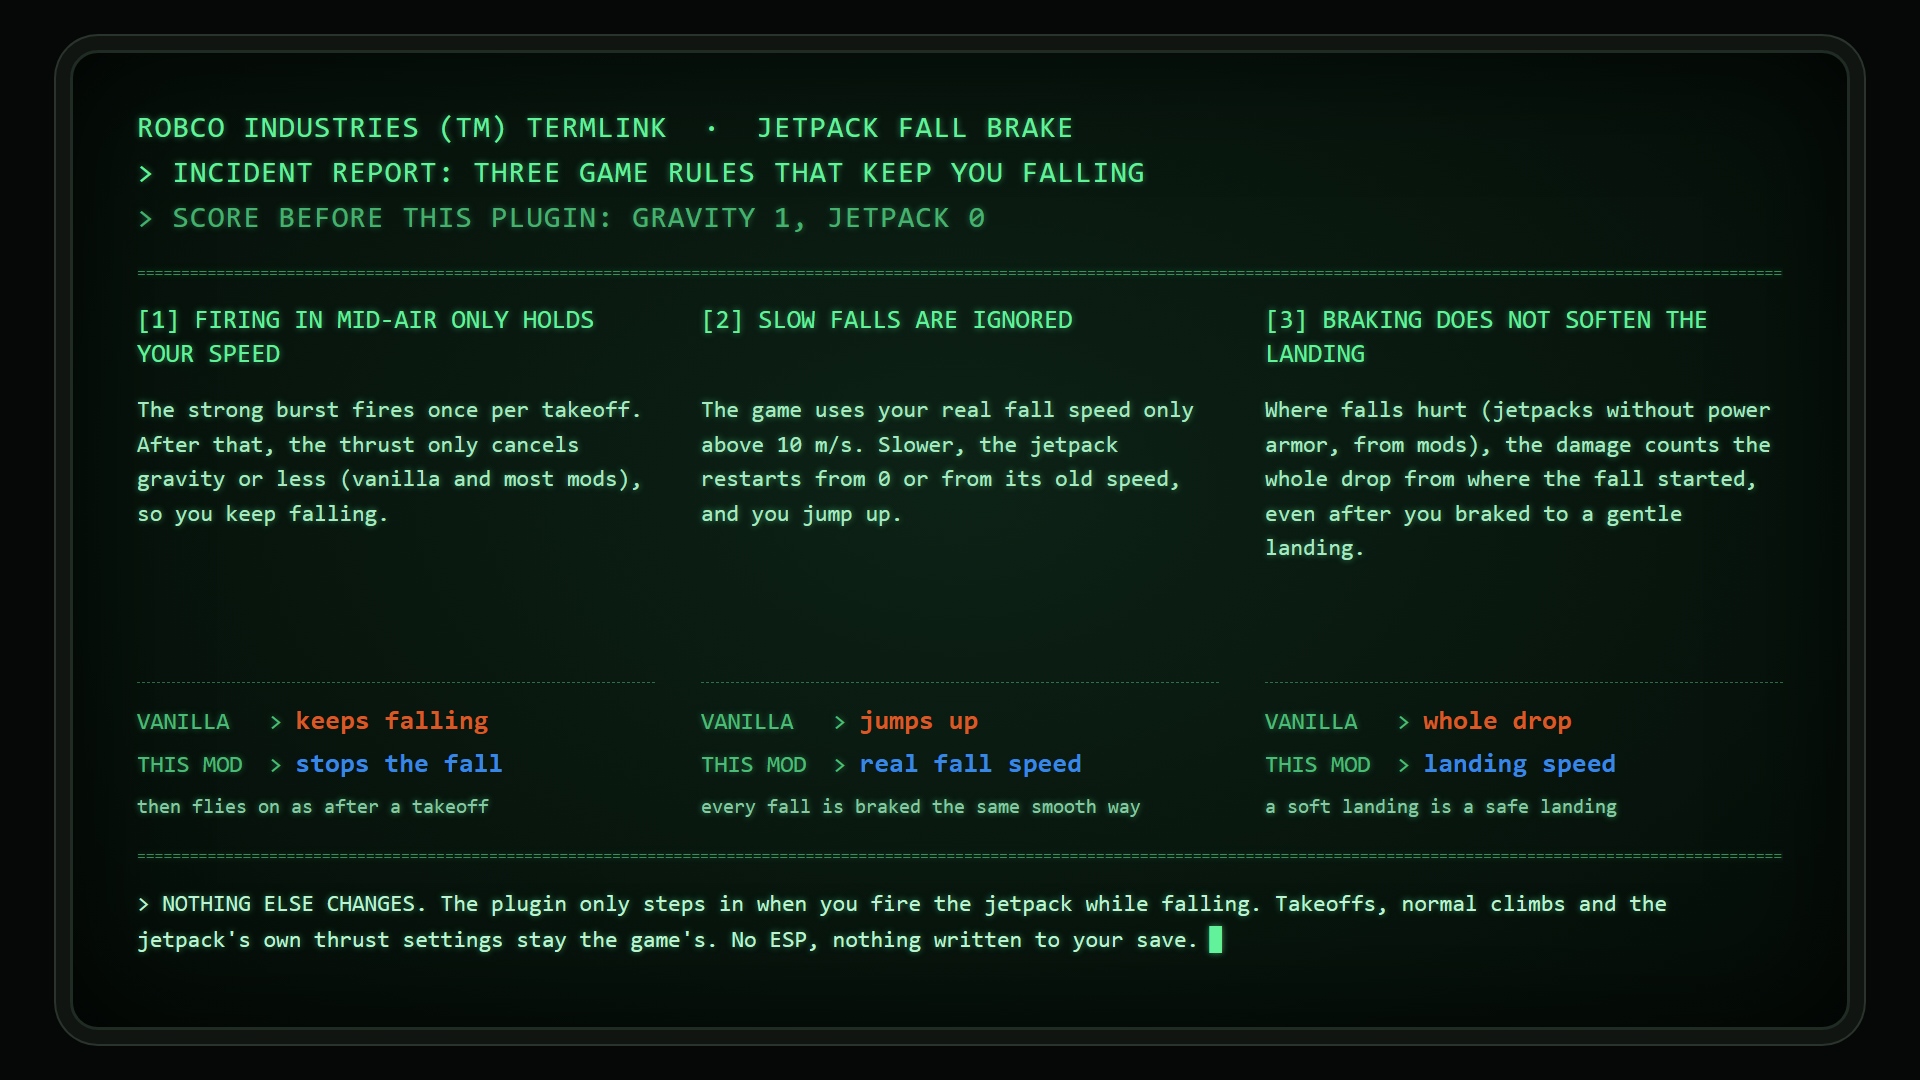 ROBCO INDUSTRIES (TM) TERMLINK · JETPACK FALL BRAKE
> INCIDENT REPORT: THREE GAME RULES THAT KEEP YOU FALLING
> SCORE BEFORE THIS PLUGIN: GRAVITY 1, JETPACK 0
[1] FIRING IN MID-AIR ONLY HOLDS
YOUR SPEED
The strong burst fires once per takeoff.
After that, the thrust only cancels
gravity or less (vanilla and most mods),
so you keep falling.
VANILLA > keeps falling
THIS MOD > stops the fall
then flies on as after a takeoff
[2] SLOW FALLS ARE IGNORED
The game uses your real fall speed only
above 10 m/s. Slower, the jetpack
restarts from 0 or from its old speed,
and you jump up.
VANILLA > jumps up
THIS MOD > real fall speed
every fall is braked the same smooth way
[3] BRAKING DOES NOT SOFTEN THE
LANDING
Where falls hurt (jetpacks without power
armor, from mods), the damage counts the
whole drop from where the fall started,
even after you braked to a gentle
landing.
VANILLA > whole drop
THIS MOD > landing speed
a soft landing is a safe landing
> NOTHING ELSE CHANGES. The plugin only steps in when you fire the jetpack while falling. Takeoffs, normal climbs and the
jetpack's own thrust settings stay the game's. No ESP, nothing written to your save.